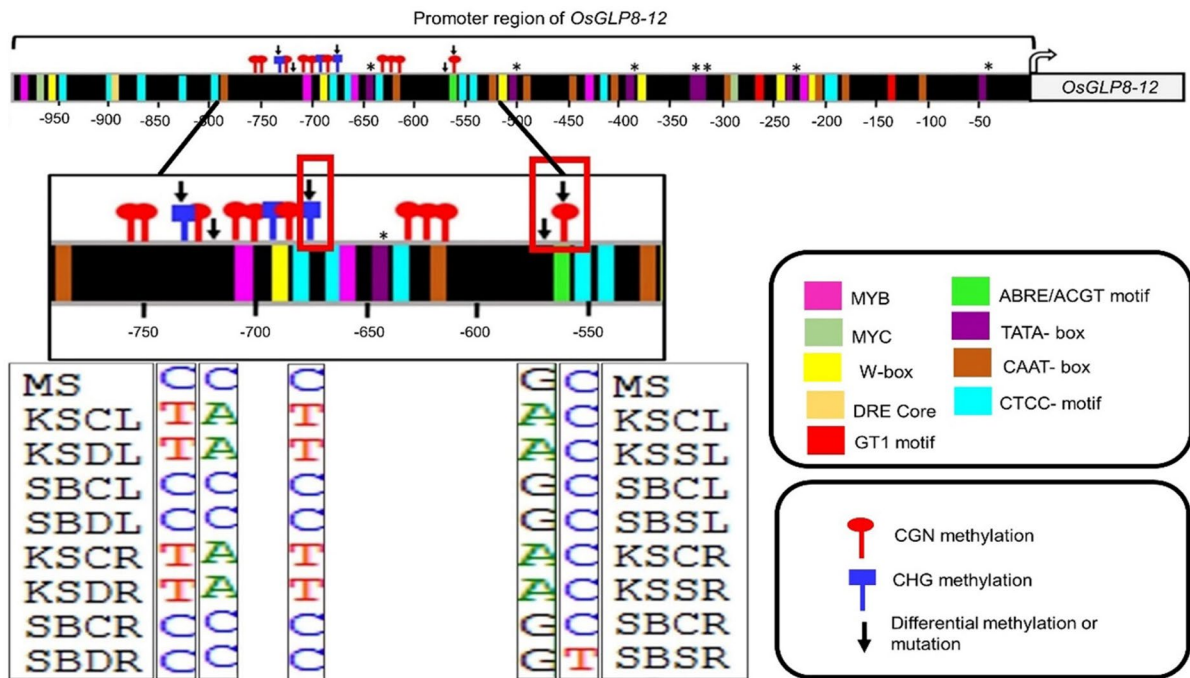 Promoter region of OsGLP8-12
* * * * * * *
OsGLP8-12
-950 -900 -850 -800 -750 -700 -650 -600 -550 -500 -450 -400 -350 -300 -250 -200 -150 -100 -50
*
-750 -700 -650 -600 -550
MS C C C G C MS
KSCL T A T A C KSCL
KSDL T A T A C KSSL
SBCL C C C G C SBCL
SBDL C C C G C SBSL
KSCR T A T A C KSCR
KSDR T A T A C KSSR
SBCR C C C G C SBCR
SBDR C C C G T SBSR
MYB ABRE/ACGT motif
MYC TATA- box
W-box CAAT- box
DRE Core CTCC- motif
GT1 motif
CGN methylation
CHG methylation
Differential methylation or
mutation